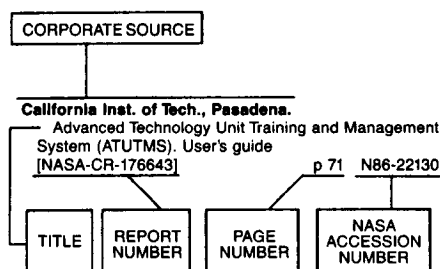 CORPORATE SOURCE
California Inst. of Tech., Pasadena.
Advanced Technology Unit Training and Management
System (ATUTMS). User's guide
[NASA-CR-176643] p 71 N86-22130
TITLE
REPORT
NUMBER
PAGE
NUMBER
NASA
ACCESSION
NUMBER